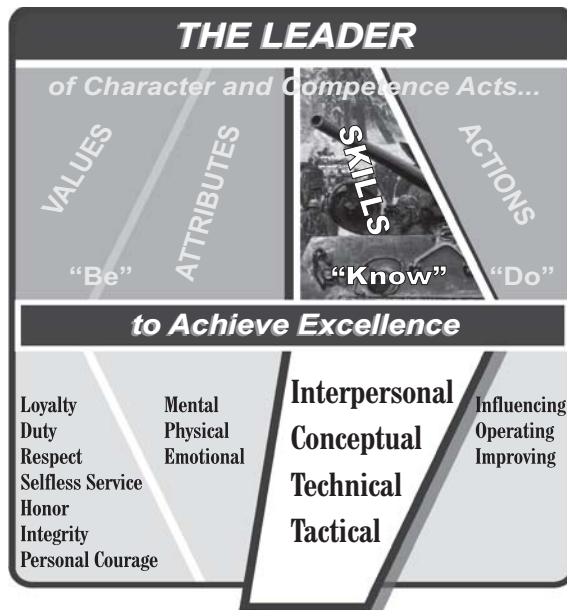 THE LEADER
of Character and Competence Acts...
VALUES
ATTRIBUTES
SKILLS
ACTIONS
“Be”
“Know”
“Do”
to Achieve Excellence
Loyalty
Duty
Respect
Selfless Service
Honor
Integrity
Personal Courage
Mental
Physical
Emotional
Interpersonal
Conceptual
Technical
Tactical
Influencing
Operating
Improving